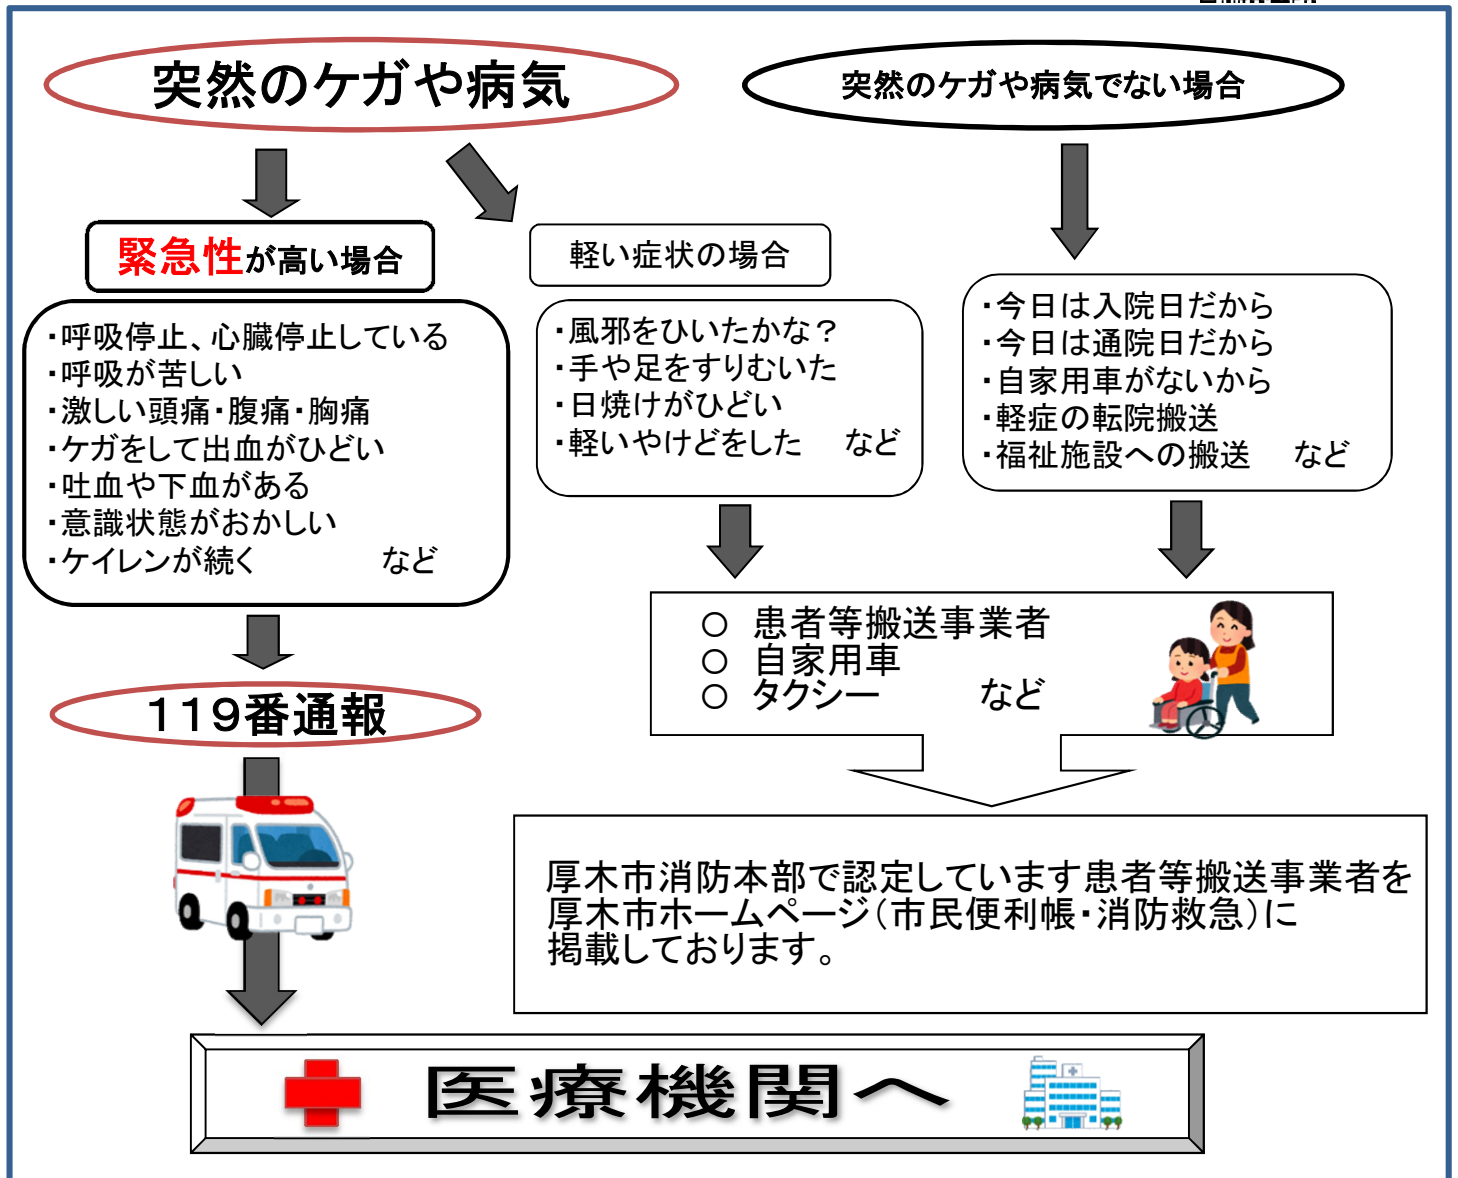 突然のケガや病気
突然のケガや病気でない場合
緊急性が高い場合
・呼吸停止、心臓停止している
・呼吸が苦しい
・激しい頭痛・腹痛・胸痛
・ケガをして出血がひどい
・吐血や下血がある
・意識状態がおかしい
・ケイレンが続く　　　　など
軽い症状の場合
・風邪をひいたかな？
・手や足をすりむいた
・日焼けがひどい
・軽いやけどをした　など
・今日は入院日だから
・今日は通院日だから
・自家用車がないから
・軽症の転院搬送
・福祉施設への搬送　など
１１９番通報
○　患者等搬送事業者
○　自家用車
○　タクシー　　　など
厚木市消防本部で認定しています患者等搬送事業者を
厚木市ホームページ（市民便利帳・消防救急）に
掲載しております。
医療機関へ